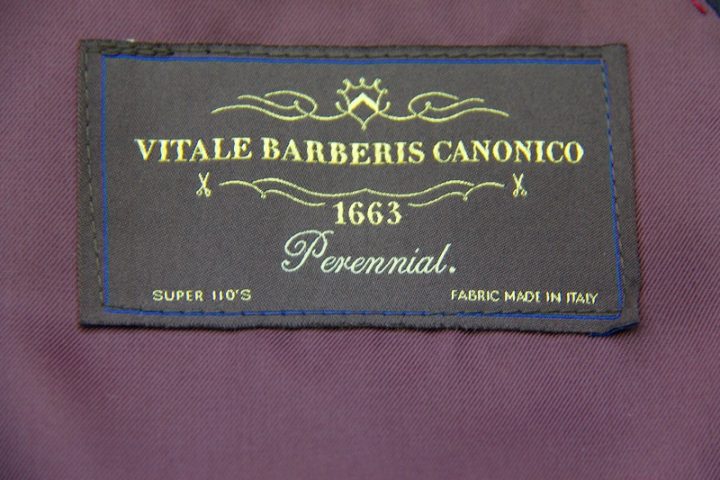 VITALE BARBERIS CANONICO
1663
Perennial.
SUPER 110'S
FABRIC MADE IN ITALY